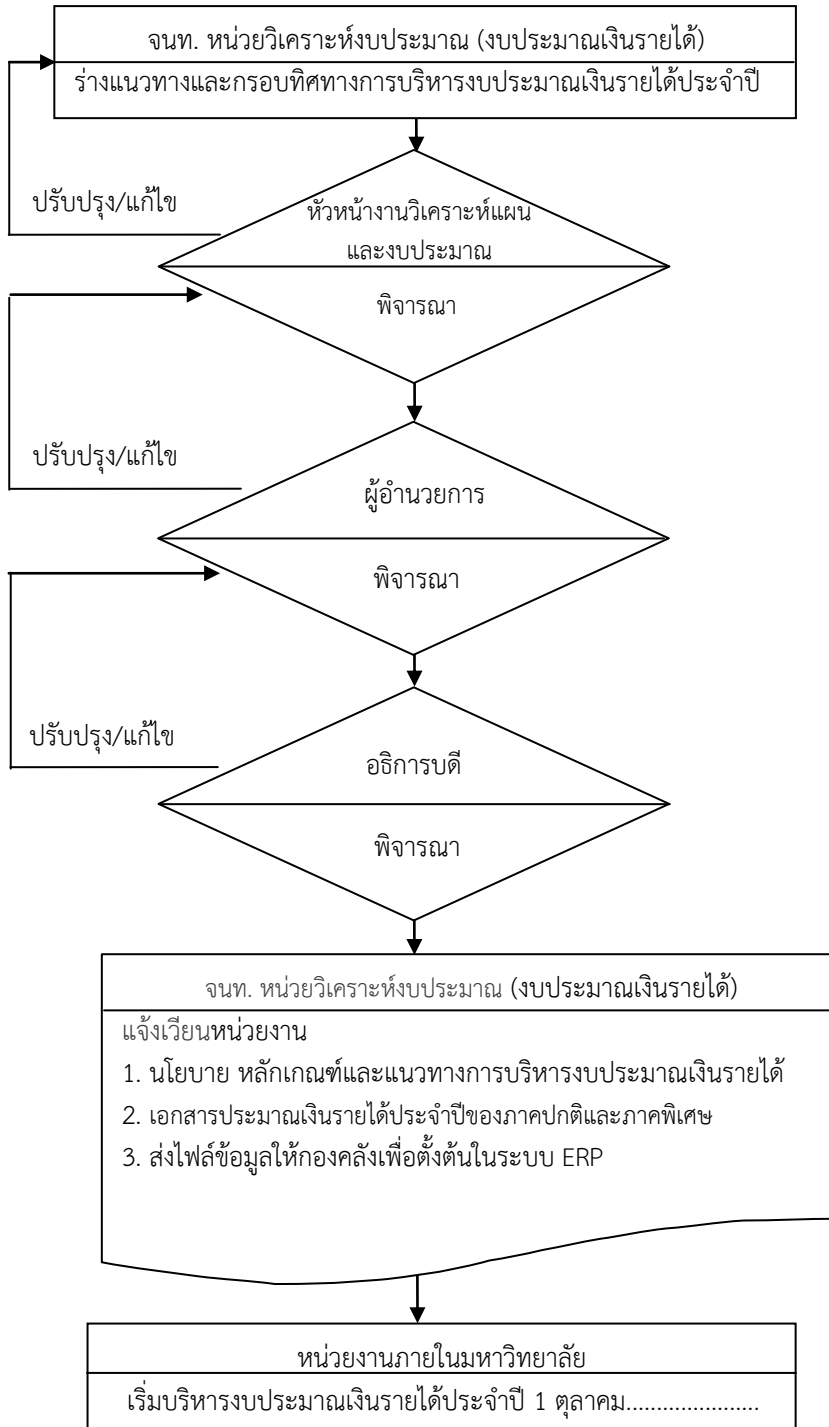 จนท. หน่วยวิเคราะห์งบประมาณ (งบประมาณเงินรายได้)
ร่างแนวทางและกรอบทิศทางการบริหารงบประมาณเงินรายได้ประจำปี
ปรับปรุง/แก้ไข
หัวหน้างานวิเคราะห์แผน
และงบประมาณ
พิจารณา
ปรับปรุง/แก้ไข
ผู้อำนวยการ
พิจารณา
ปรับปรุง/แก้ไข
อธิการบดี
พิจารณา
จนท. หน่วยวิเคราะห์งบประมาณ (งบประมาณเงินรายได้)
แจ้งเวียนหน่วยงาน
1. นโยบาย หลักเกณฑ์และแนวทางการบริหารงบประมาณเงินรายได้
2. เอกสารประมาณเงินรายได้ประจำปีของภาคปกติและภาคพิเศษ
3. ส่งไฟล์ข้อมูลให้กองคลังเพื่อตั้งต้นในระบบ ERP
หน่วยงานภายในมหาวิทยาลัย
เริ่มบริหารงบประมาณเงินรายได้ประจำปี 1 ตุลาคม.....................